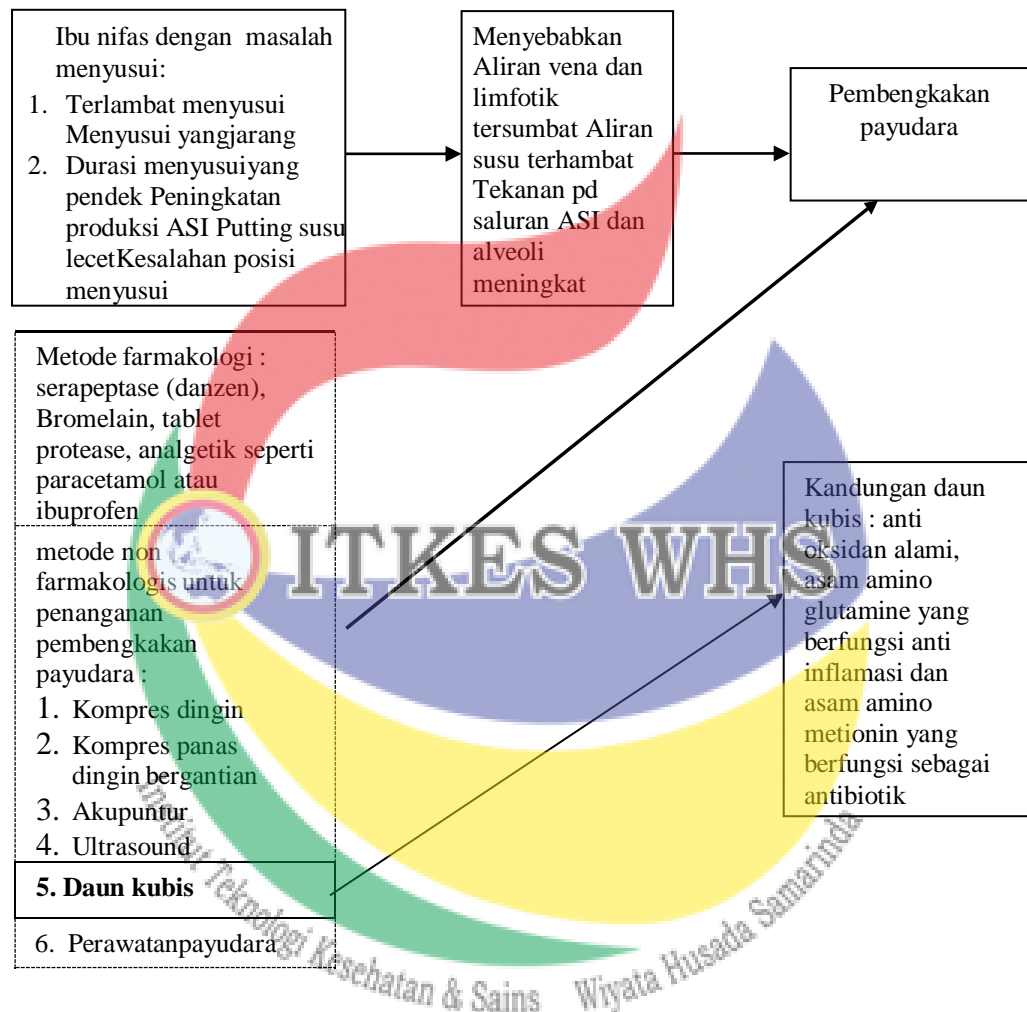 Ibu nifas dengan masalah
menyusui:
1. Terlambat menyusui
Menyusui yangjarang
2. Durasi menyusuiyang
pendek Peningkatan
produksi ASI Putting susu
lecetKesalahan posisi
menyusui
Menyebabkan
Aliran vena dan
limfotik
tersumbat Aliran
susu terhambat
Tekanan pd
saluran ASI dan
alveoli
meningkat
Pembengkakan
payudara
Metode farmakologi :
serapeptase (danzen),
Bromelain, tablet
protease, analgetik seperti
paracetamol atau
ibuprofen
metode non
farmakologis untuk
penanganan
pembengkakan
payudara :
1. Kompres dingin
2. Kompres panas
dingin bergantian
3. Akupuntur
4. Ultrasound
5. Daun kubis
6. Perawatanpayudara
Kandungan daun
kubis : anti
oksidan alami,
asam amino
glutamine yang
berfungsi anti
inflamasi dan
asam amino
metionin yang
berfungsi sebagai
antibiotik
ITKES WHS
Institut Teknologi Kesehatan & Sains Wiyata Husada Samarinda